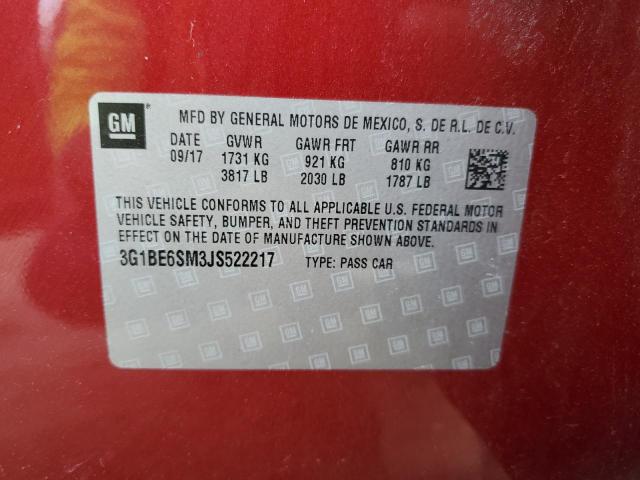 GM® MFD BY GENERAL MOTORS DE MEXICO, S. DE R.L. DE C.V.
DATE GVWR GAWR FRT GAWR RR
09/17 1731 KG 921 KG 810 KG
3817 LB 2030 LB 1787 LB
THIS VEHICLE CONFORMS TO ALL APPLICABLE U.S. FEDERAL MOTOR
VEHICLE SAFETY, BUMPER, AND THEFT PREVENTION STANDARDS IN
EFFECT ON THE DATE OF MANUFACTURE SHOWN ABOVE.
3G1BE6SM3JS522217 TYPE: PASS CAR